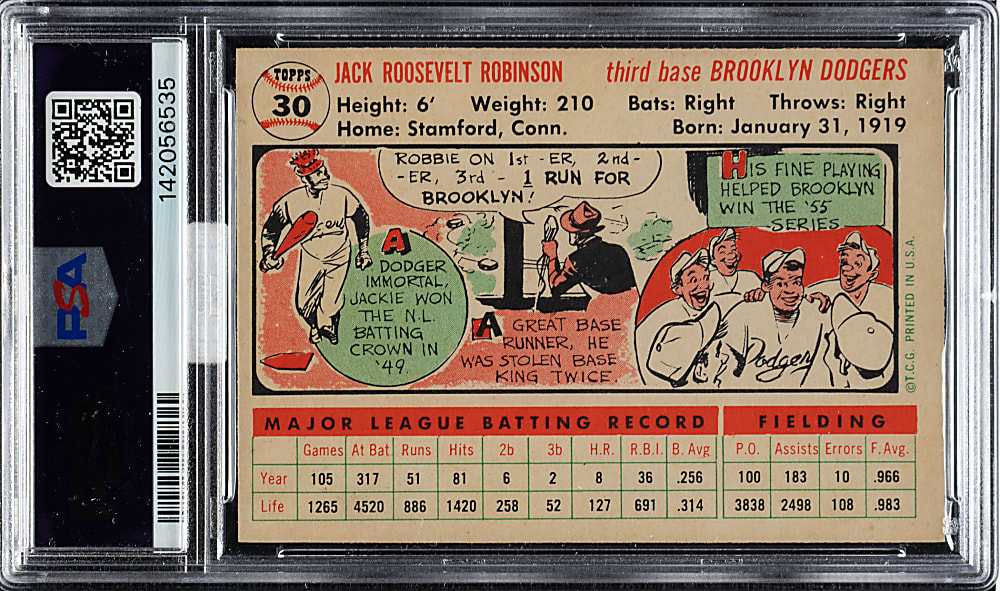 142056535
PSA
TOPPS
30
JACK ROOSEVELT ROBINSON third base BROOKLYN DODGERS
Height: 6' Weight: 210 Bats: Right Throws: Right
Home: Stamford, Conn. Born: January 31, 1919
ROBBIE ON 1st-ER, 2nd-
-ER, 3rd - 1 RUN FOR
BROOKLYN!
A
DODGER
IMMORTAL,
JACKIE WON
THE N.L.
BATTING
CROWN IN
'49.
A GREAT BASE
RUNNER, HE
WAS STOLEN BASE
KING TWICE.
HIS FINE PLAYING
HELPED BROOKLYN
WIN THE '55
SERIES.
Dodgers
©T.C.G. PRINTED IN U.S.A.
MAJOR LEAGUE BATTING RECORD FIELDING
Games At Bat Runs Hits 2b 3b H.R. R.B.I. B. Avg P.O. Assists Errors F. Avg.
Year 105 317 51 81 6 2 8 36 .256 100 183 10 .966
Life 1265 4520 886 1420 258 52 127 691 .314 3838 2498 108 .983